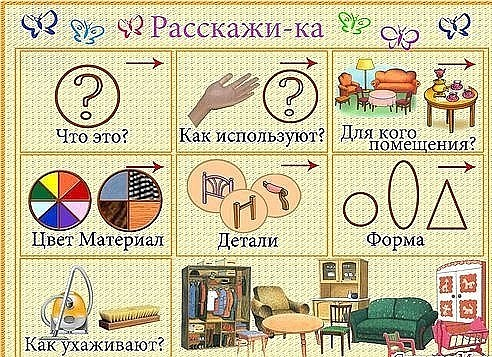 Расскажи-ка
Что это?
Как используют?
Для кого
помещения?
Цвет Материал
Детали
Форма
Как ухаживают?